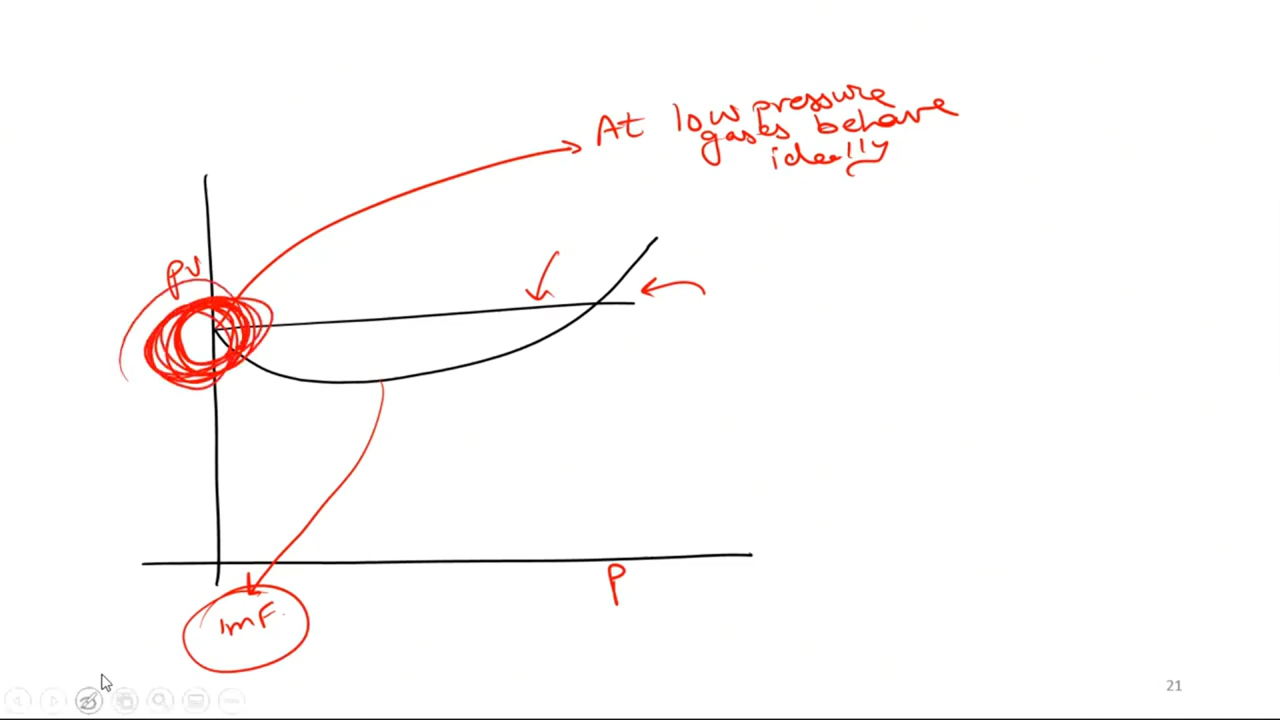 At low pressure
gases behave
ideally
PV
P
ImF.
21